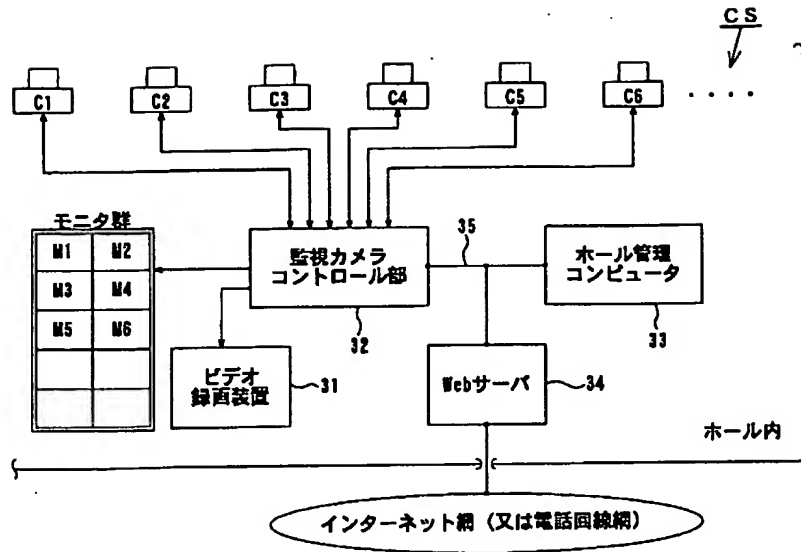 CS
C1 C2 C3 C4 C5 C6 ....
モニタ群
M1 M2
M3 M4
M5 M6
監視カメラ
コントロール部
32
35
ホール管理
コンピュータ
33
ビデオ
録画装置
31
Webサーバ
34
ホール内
インターネット網(又は電話回線網)